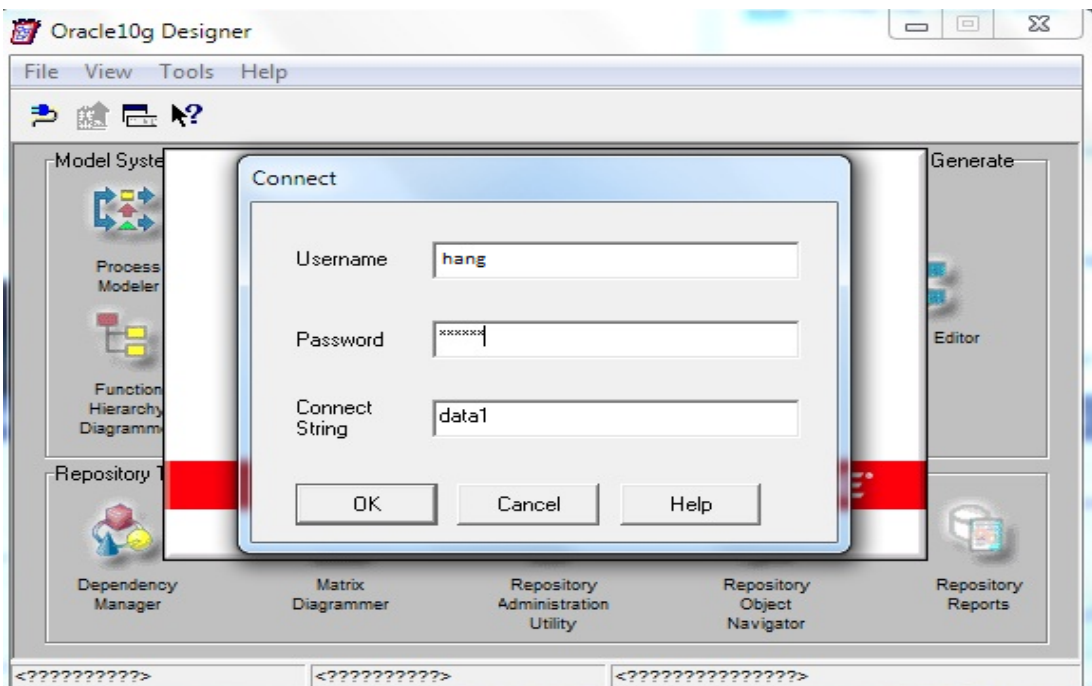 Oracle10g Designer
File View Tools Help
Model Syste
Generate
Connect
Username
hang
Process
Modeler
Password
******
Editor
Function
Hierarchy
Diagramm
Connect
String
data1
Repository T
OK
Cancel
Help
E
Dependency
Manager
Matrix
Diagrammer
Repository
Administration
Utility
Repository
Object
Navigator
Repository
Reports
<??????????> <??????????> <???????????????>